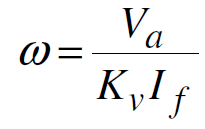 ω = V_a / (K_v I_f)